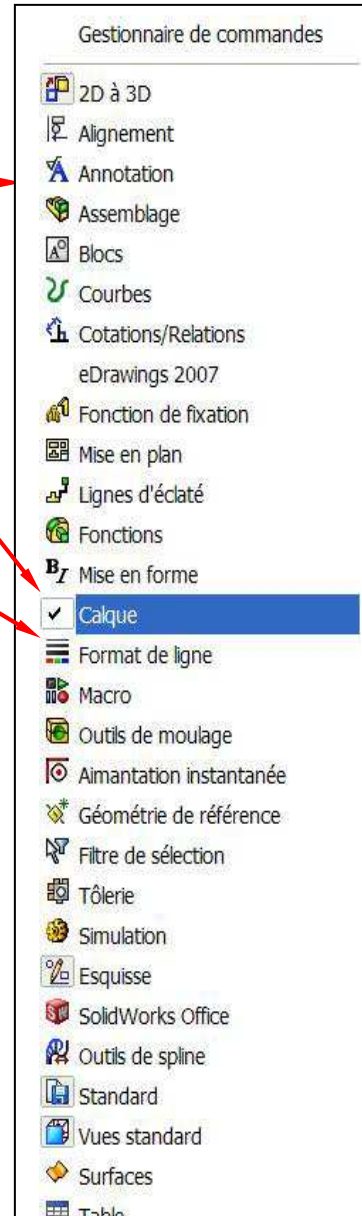 Gestionnaire de commandes
2D à 3D
Alignement
Annotation
Assemblage
Blocs
Courbes
Cotations/Relations
eDrawings 2007
Fonction de fixation
Mise en plan
Lignes d'éclaté
Fonctions
Mise en forme
Calque
Format de ligne
Macro
Outils de moulage
Aimantation instantanée
Géométrie de référence
Filtre de sélection
Tôlerie
Simulation
Esquisse
SolidWorks Office
Outils de spline
Standard
Vues standard
Surfaces
Table